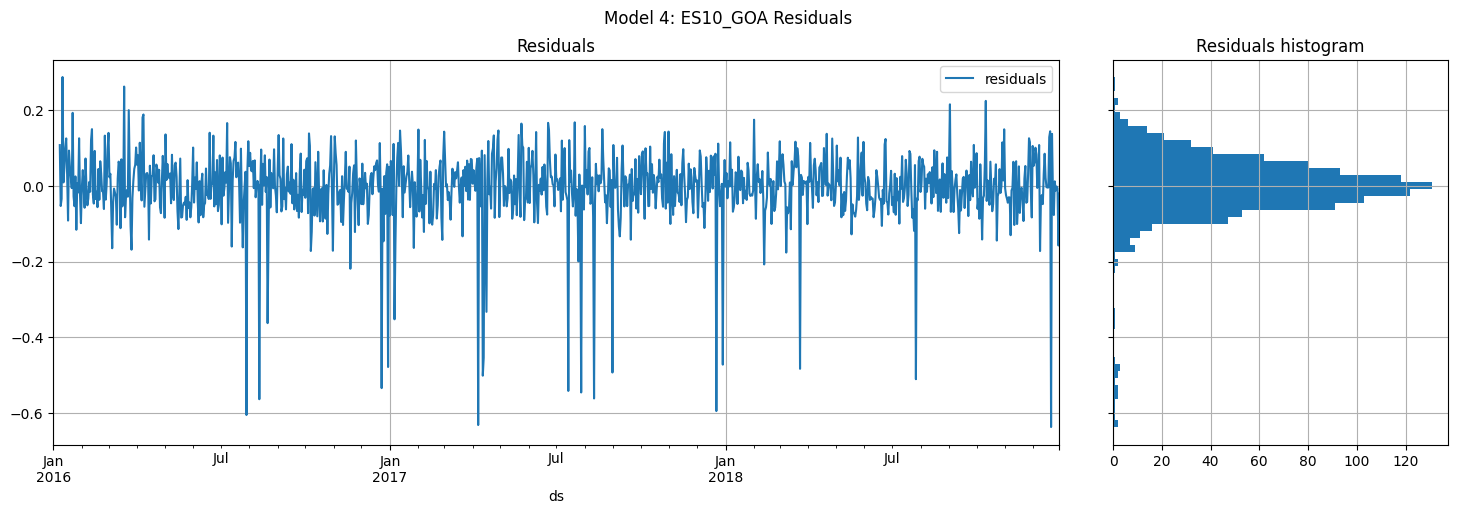 Model 4: ES10_GOA Residuals
Residuals
Residuals histogram
residuals
0.2
0.0
−0.2
−0.4
−0.6
Jan
2016
Jul
Jan
2017
Jul
Jan
2018
Jul
ds
0 20 40 60 80 100 120